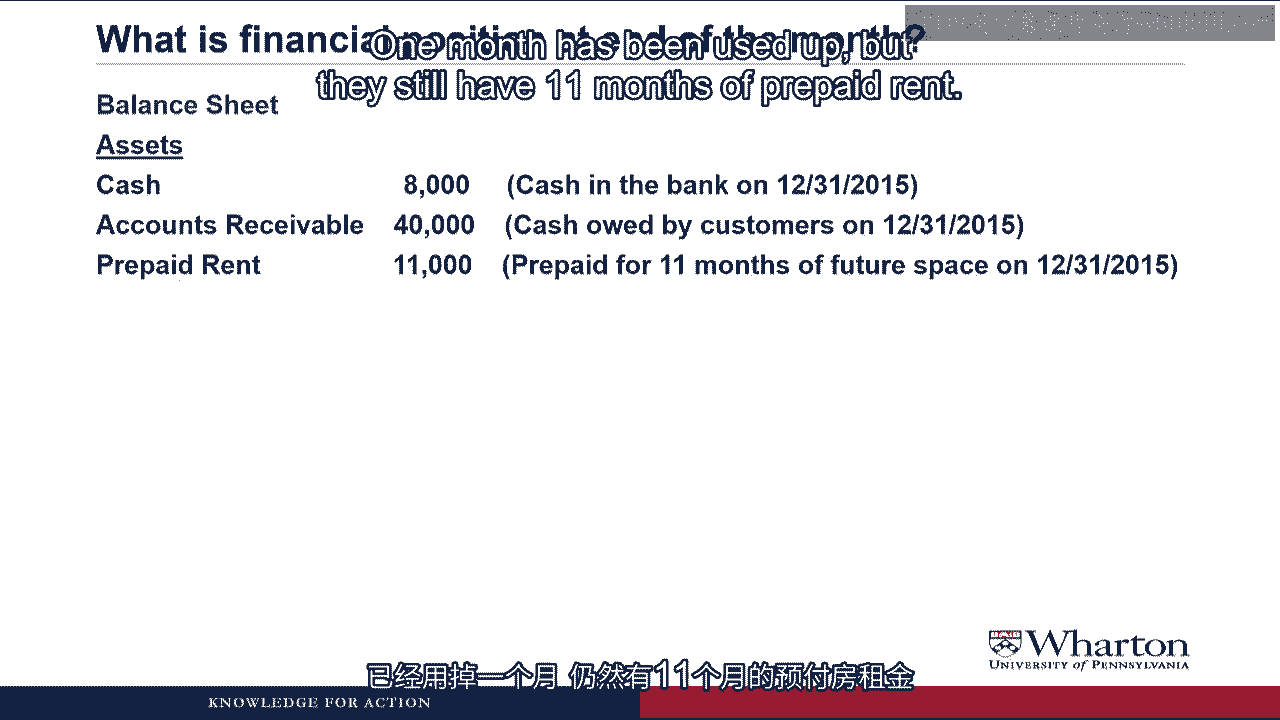 What is financial position at end of the month?
One month has been used up, but
they still have 11 months of prepaid rent.
Balance Sheet
Assets
Cash 8,000 (Cash in the bank on 12/31/2015)
Accounts Receivable 40,000 (Cash owed by customers on 12/31/2015)
Prepaid Rent 11,000 (Prepaid for 11 months of future space on 12/31/2015)
Wharton
UNIVERSITY of PENNSYLVANIA
已经用掉一个月 仍然有11个月的预付房租金
KNOWLEDGE FOR ACTION